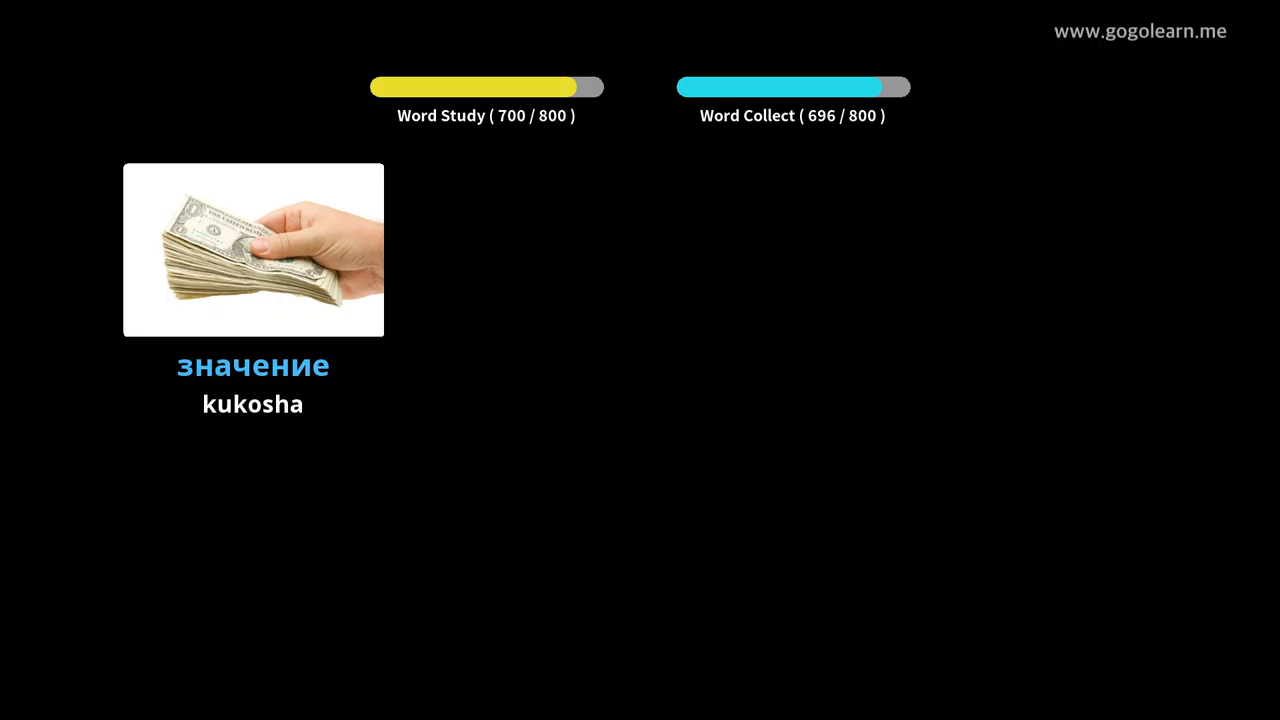 www.gogolearn.me
Word Study ( 700 / 800 )
Word Collect ( 696 / 800 )
значение
kukosha